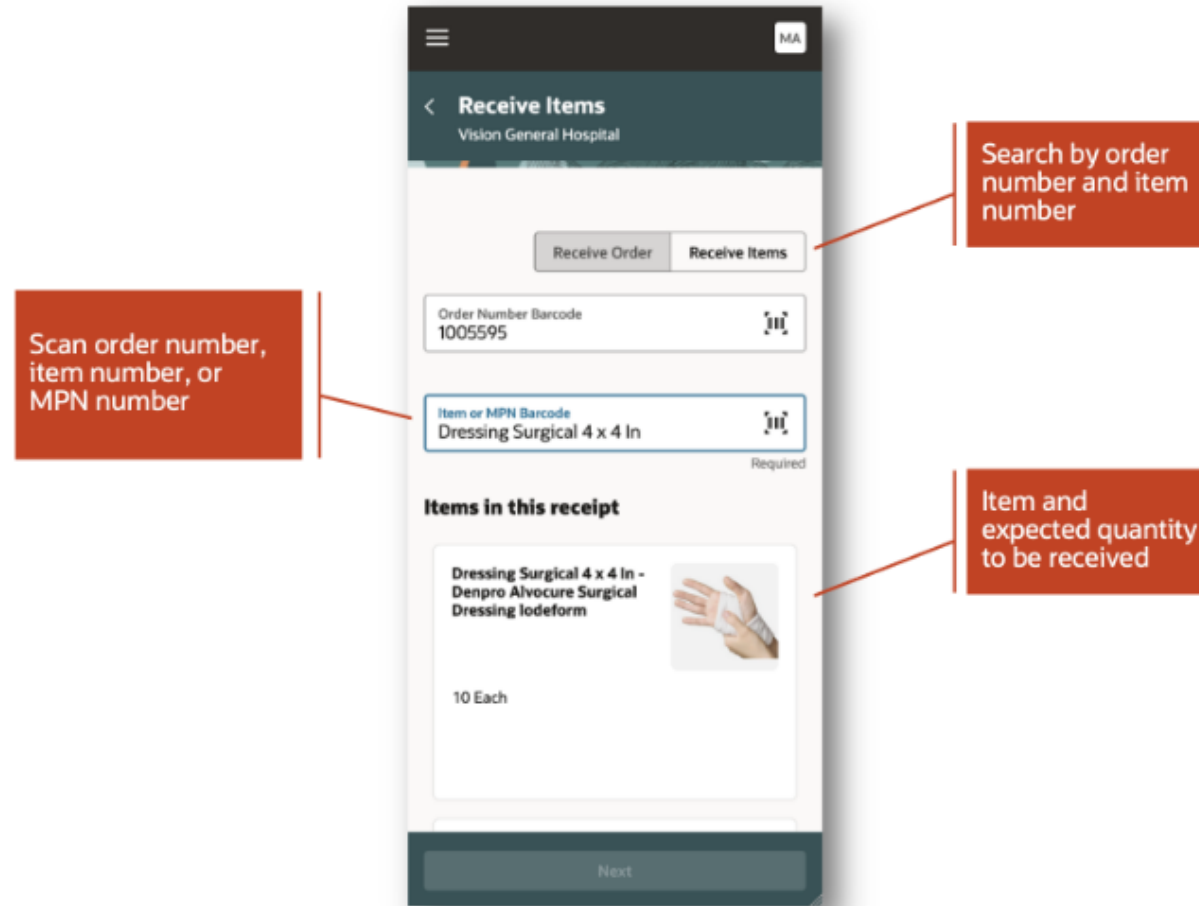 MA
Receive Items
Vision General Hospital
Search by order
number and item
number
Receive Order Receive Items
Order Number Barcode
1005595
Scan order number,
item number, or
MPN number
Item or MPN Barcode
Dressing Surgical 4 x 4 In
Required
Items in this receipt
Item and
expected quantity
to be received
Dressing Surgical 4 x 4 In -
Denpro Alvocure Surgical
Dressing Iodeform
10 Each
Next